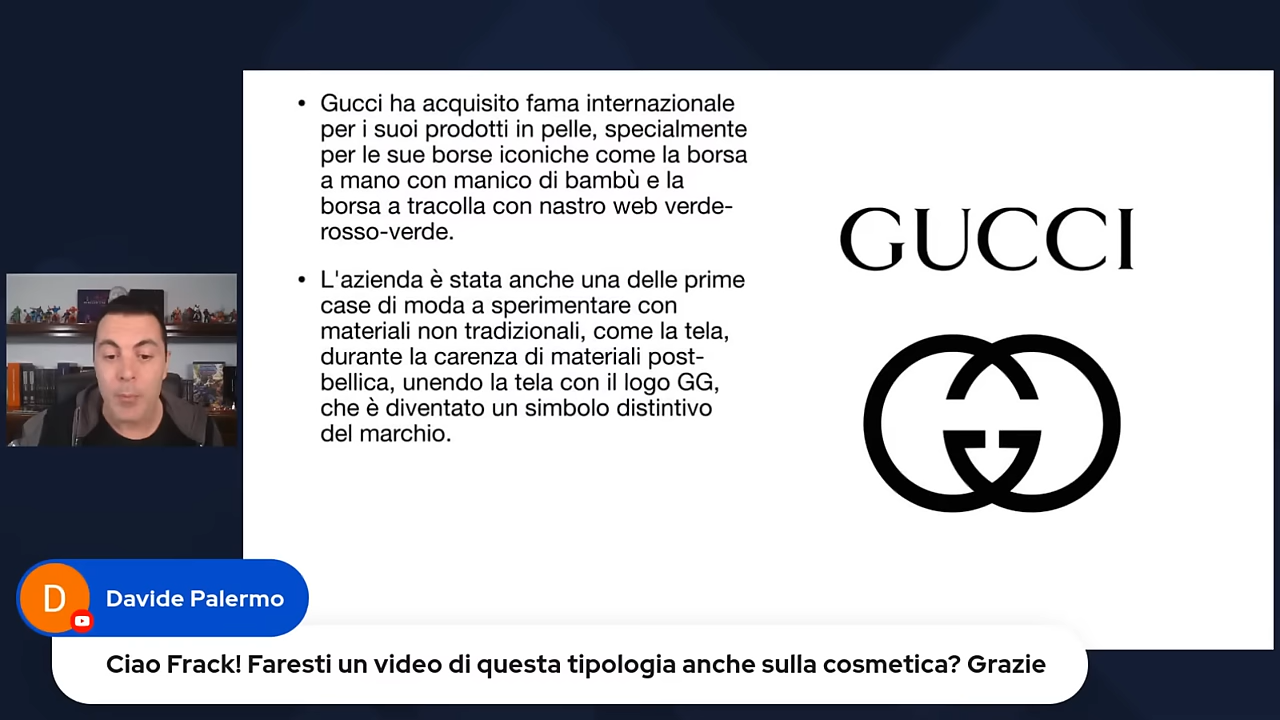 • Gucci ha acquisito fama internazionale
per i suoi prodotti in pelle, specialmente
per le sue borse iconiche come la borsa
a mano con manico di bambù e la
borsa a tracolla con nastro web verde-
rosso-verde.
• L'azienda è stata anche una delle prime
case di moda a sperimentare con
materiali non tradizionali, come la tela,
durante la carenza di materiali post-
bellica, unendo la tela con il logo GG,
che è diventato un simbolo distintivo
del marchio.
GUCCI
GG
D
Davide Palermo
Ciao Frack! Faresti un video di questa tipologia anche sulla cosmetica? Grazie